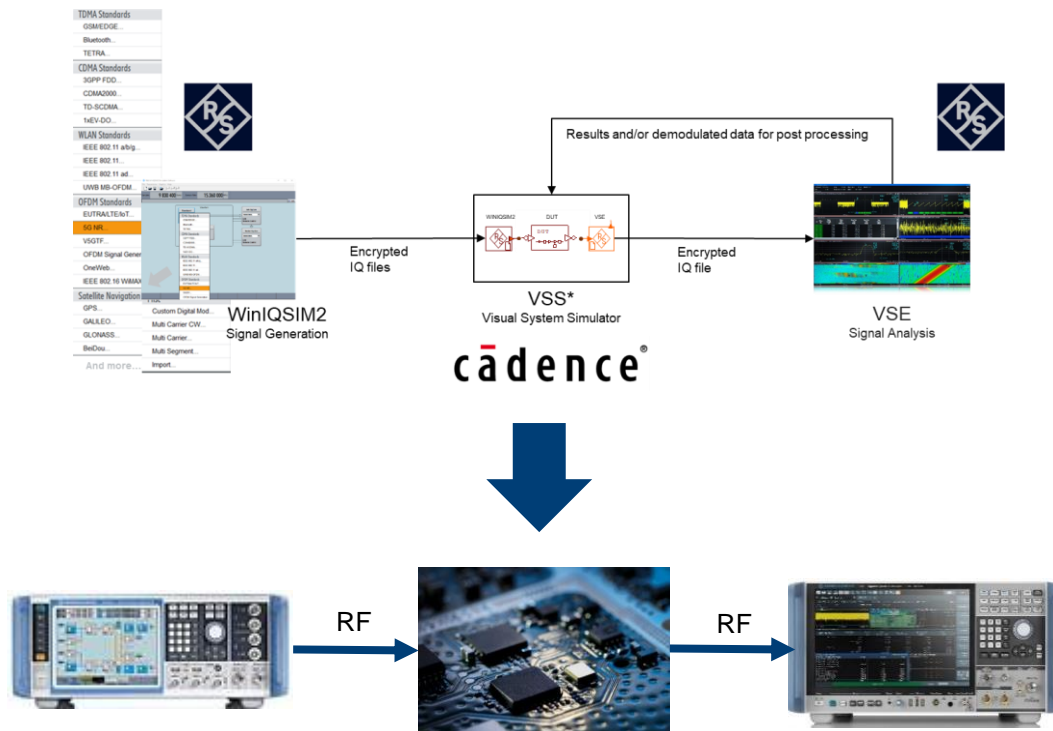 TDMA Standards
GSM/EDGE...
Bluetooth...
TETRA...
CDMA Standards
3GPP FDD...
CDMA2000...
TD-SCDMA...
1xEV-DO...
WLAN Standards
IEEE 802.11 a/b/g...
IEEE 802.11...
IEEE 802.11 ad...
UWB MB-OFDM...
OFDM Standards
EUTRA/LTE/IoT...
5G NR...
V5GTF...
OFDM Signal Gener
OneWeb...
IEEE 802.16 WiMAX
Satellite Navigation
GPS...
GALILEO...
GLONASS...
BeiDou...
And more...
Custom Digital Mod...
Multi Carrier CW...
Multi Carrier...
Multi Segment...
Import...
R/S
WinIQSIM2
Signal Generation
Encrypted
IQ files
Results and/or demodulated data for post processing
WINIQSIM2
DUT
VSE
VSS*
Visual System Simulator
cādence®
Encrypted
IQ file
R/S
VSE
Signal Analysis
RF
RF